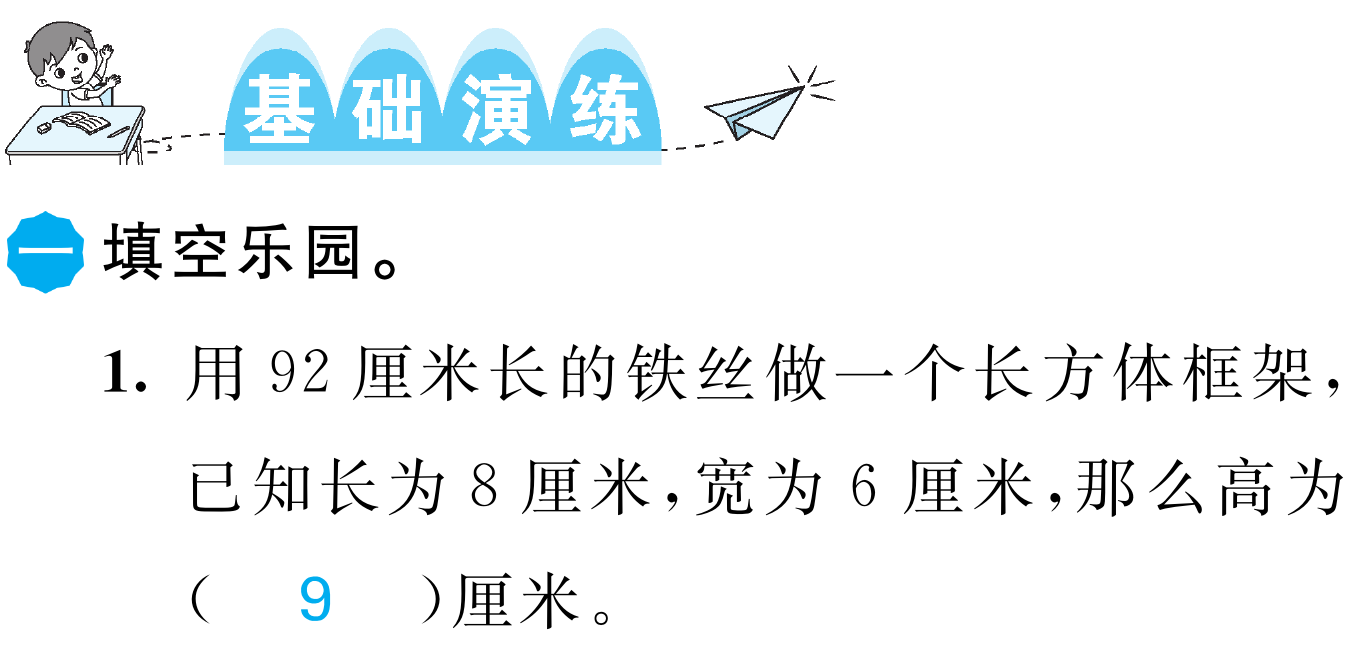 基础演练
一 填空乐园。
1. 用 92 厘米长的铁丝做一个长方体框架，
已知长为 8 厘米，宽为 6 厘米，那么高为
（ 9 ）厘米。